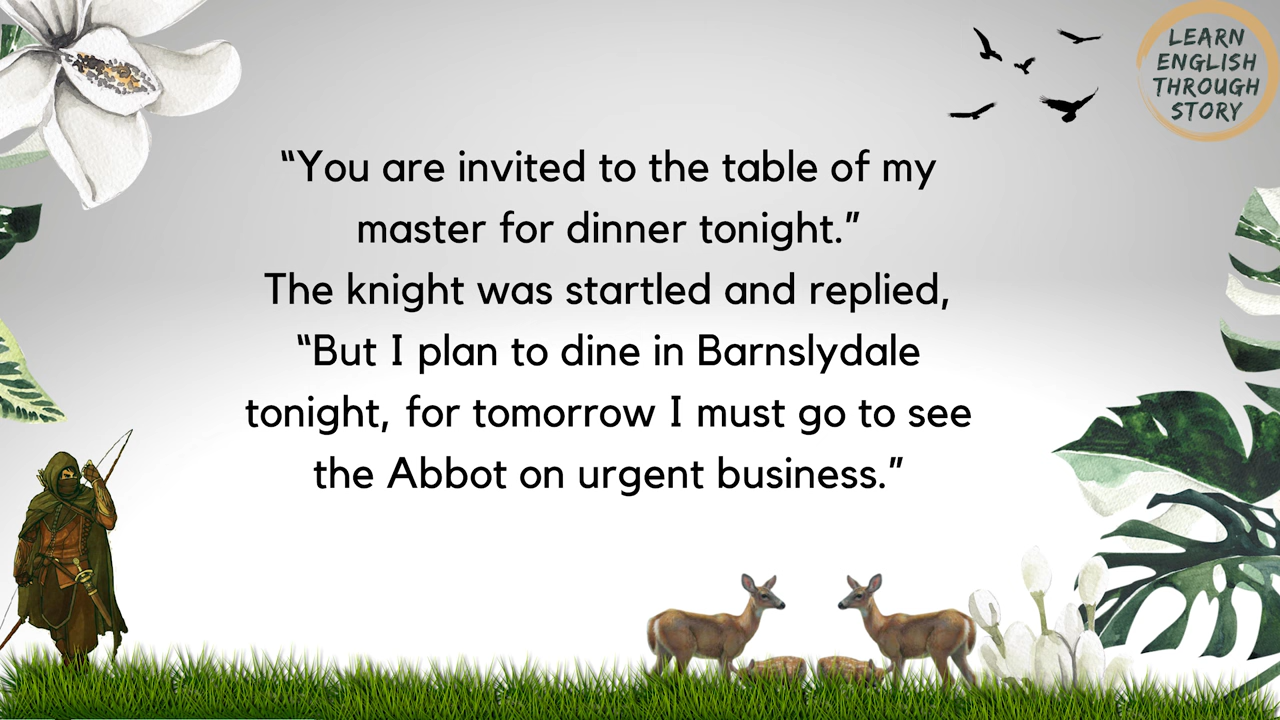 LEARN
ENGLISH
THROUGH
STORY
“You are invited to the table of my
master for dinner tonight.”
The knight was startled and replied,
“But I plan to dine in Barnslydale
tonight, for tomorrow I must go to see
the Abbot on urgent business.”